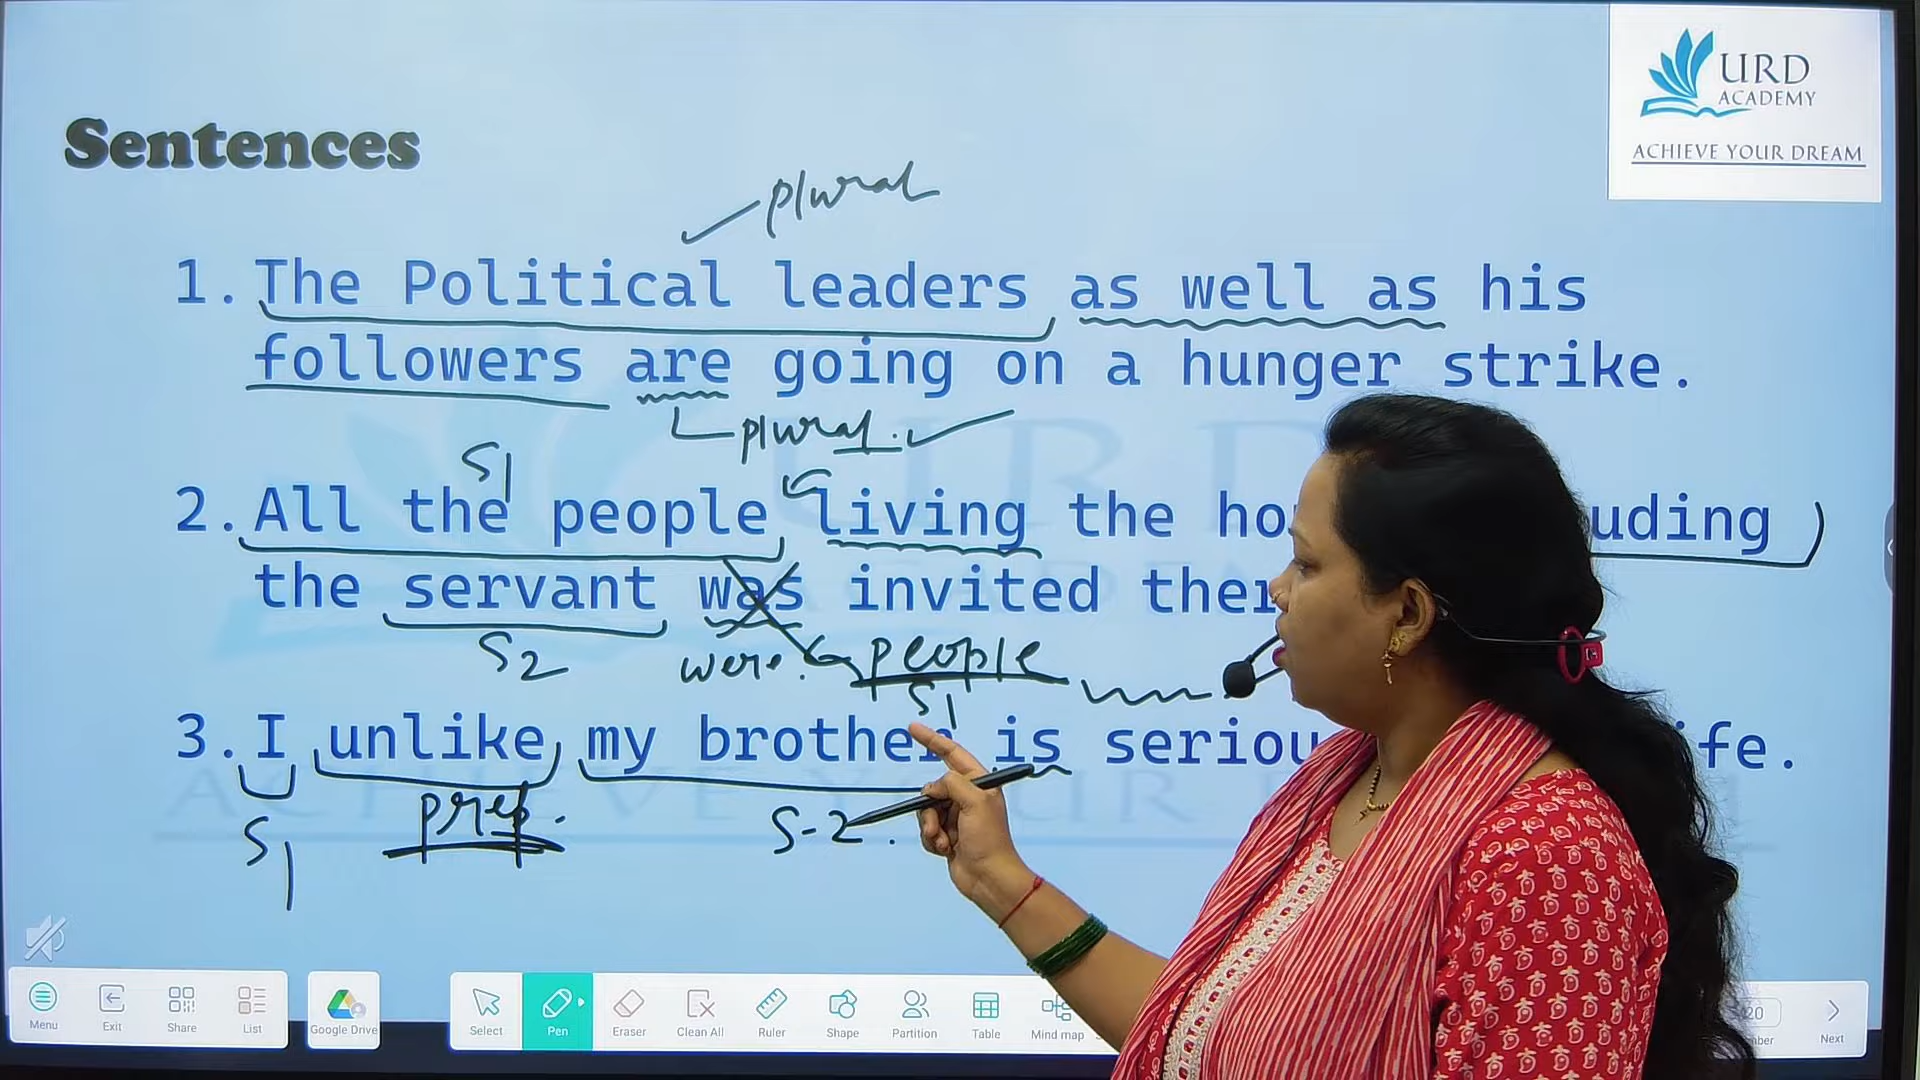 URD
ACADEMY
ACHIEVE YOUR DREAM
Sentences
plural
1. The Political leaders as well as his
followers are going on a hunger strike.
plural.
S1
2. All the people living the ho uding
the servant was invited ther
S2 were. people
S1
3. I unlike my brother is seriou fe.
prep. S-2.
S1
Menu Exit Share List Google Drive Select Pen Eraser Clean All Ruler Shape Partition Table Mind map 20 Next